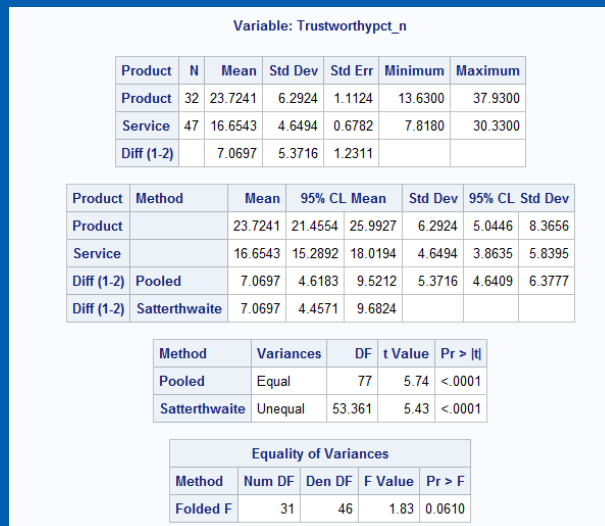 Variable: Trustworthypct_n
Product N Mean Std Dev Std Err Minimum Maximum
Product 32 23.7241 6.2924 1.1124 13.6300 37.9300
Service 47 16.6543 4.6494 0.6782 7.8180 30.3300
Diff (1-2) 7.0697 5.3716 1.2311
Product Method Mean 95% CL Mean Std Dev 95% CL Std Dev
Product 23.7241 21.4554 25.9927 6.2924 5.0446 8.3656
Service 16.6543 15.2892 18.0194 4.6494 3.8635 5.8395
Diff (1-2) Pooled 7.0697 4.6183 9.5212 5.3716 4.6409 6.3777
Diff (1-2) Satterthwaite 7.0697 4.4571 9.6824
Method Variances DF t Value Pr > |t|
Pooled Equal 77 5.74 <.0001
Satterthwaite Unequal 53.361 5.43 <.0001
Equality of Variances
Method Num DF Den DF F Value Pr > F
Folded F 31 46 1.83 0.0610